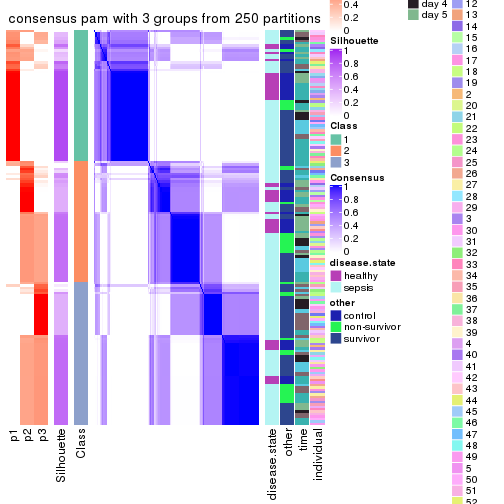 consensus pam with 3 groups from 250 partitions
p1
p2
p3
Silhouette
Class
disease.state
other
time
individual
0.4
0.2
0
Silhouette
1
0.8
0.6
0.4
0.2
0
Class
1
2
3
Consensus
1
0.8
0.6
0.4
0.2
0
disease.state
healthy
sepsis
other
control
non-survivor
survivor
day 4
day 5
12
13
14
15
16
17
18
19
2
20
21
22
23
24
25
26
27
28
29
3
30
31
32
33
34
35
36
37
38
39
4
40
41
42
43
44
45
46
47
48
49
5
50
51
52